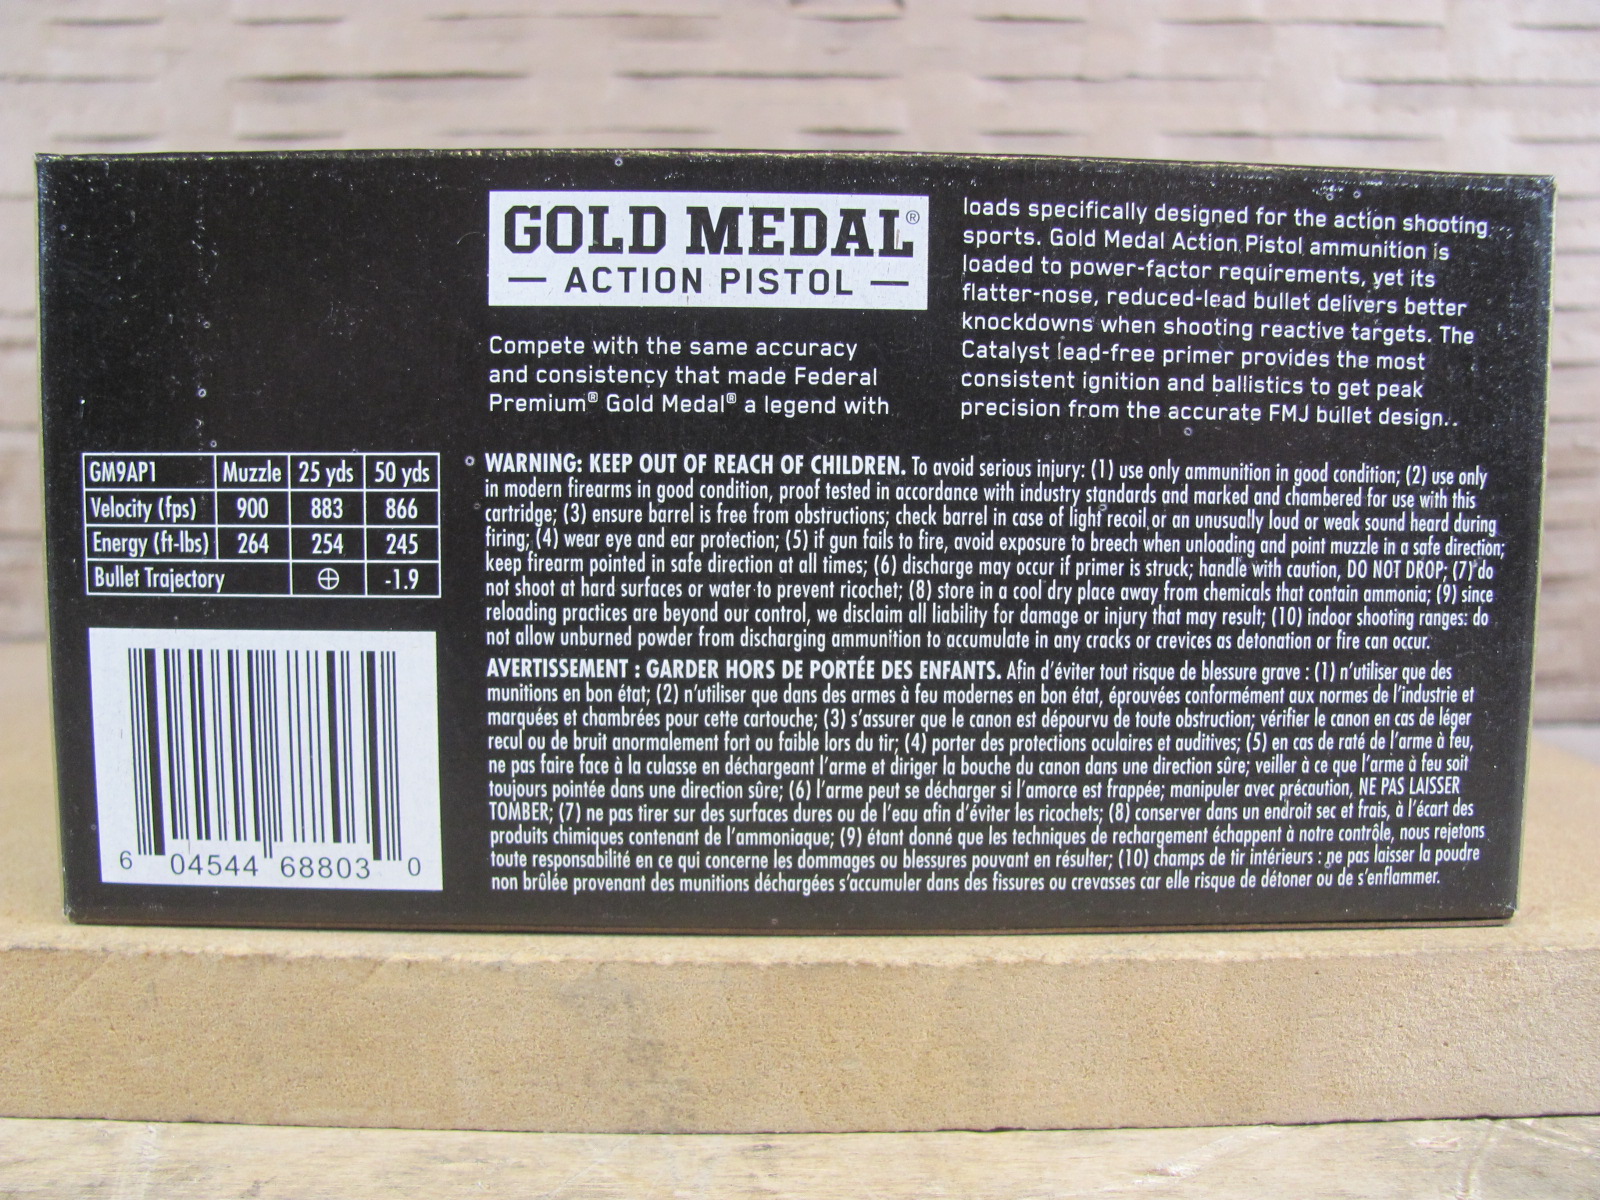 GOLD MEDAL®
— ACTION PISTOL —
Compete with the same accuracy
and consistency that made Federal
Premium® Gold Medal® a legend with
loads specifically designed for the action shooting
sports. Gold Medal Action Pistol ammunition is
loaded to power-factor requirements, yet its
flatter-nose, reduced-lead bullet delivers better
knockdowns when shooting reactive targets. The
Catalyst lead-free primer provides the most
consistent ignition and ballistics to get peak
precision from the accurate FMJ bullet design..
GM9AP1 Muzzle 25 yds 50 yds
Velocity (fps) 900 883 866
Energy (ft-lbs) 264 254 245
Bullet Trajectory ⊕ -1.9
6 04544 68803 0
WARNING: KEEP OUT OF REACH OF CHILDREN. To avoid serious injury: (1) use only ammunition in good condition; (2) use only
in modern firearms in good condition, proof tested in accordance with industry standards and marked and chambered for use with this
cartridge; (3) ensure barrel is free from obstructions; check barrel in case of light recoil or an unusually loud or weak sound heard during
firing; (4) wear eye and ear protection; (5) if gun fails to fire, avoid exposure to breech when unloading and point muzzle in a safe direction;
keep firearm pointed in safe direction at all times; (6) discharge may occur if primer is struck; handle with caution, DO NOT DROP; (7) do
not shoot at hard surfaces or water to prevent ricochet; (8) store in a cool dry place away from chemicals that contain ammonia; (9) since
reloading practices are beyond our control, we disclaim all liability for damage or injury that may result; (10) indoor shooting ranges: do
not allow unburned powder from discharging ammunition to accumulate in any cracks or crevices as detonation or fire can occur.
AVERTISSEMENT : GARDER HORS DE PORTÉE DES ENFANTS. Afin d'éviter tout risque de blessure grave : (1) n'utiliser que des
munitions en bon état; (2) n'utiliser que dans des armes à feu modernes en bon état, éprouvées conformément aux normes de l'industrie et
marquées et chambrées pour cette cartouche; (3) s'assurer que le canon est dépourvu de toute obstruction; vérifier le canon en cas de léger
recul ou de bruit anormalement fort ou faible lors du tir; (4) porter des protections oculaires et auditives; (5) en cas de raté de l'arme à feu,
ne pas faire face à la culasse en déchargeant l'arme et diriger la bouche du canon dans une direction sûre; veiller à ce que l'arme à feu soit
toujours pointée dans une direction sûre; (6) l'arme peut se décharger si l'amorce est frappée; manipuler avec précaution, NE PAS LAISSER
TOMBER; (7) ne pas tirer sur des surfaces dures ou de l'eau afin d'éviter les ricochets; (8) conserver dans un endroit sec et frais, à l'écart des
produits chimiques contenant de l'ammoniaque; (9) étant donné que les techniques de rechargement échappent à notre contrôle, nous rejetons
toute responsabilité en ce qui concerne les dommages ou blessures pouvant en résulter; (10) champs de tir intérieurs : ne pas laisser la poudre
non brûlée provenant des munitions déchargées s'accumuler dans des fissures ou crevasses car elle risque de détoner ou de s'enflammer.